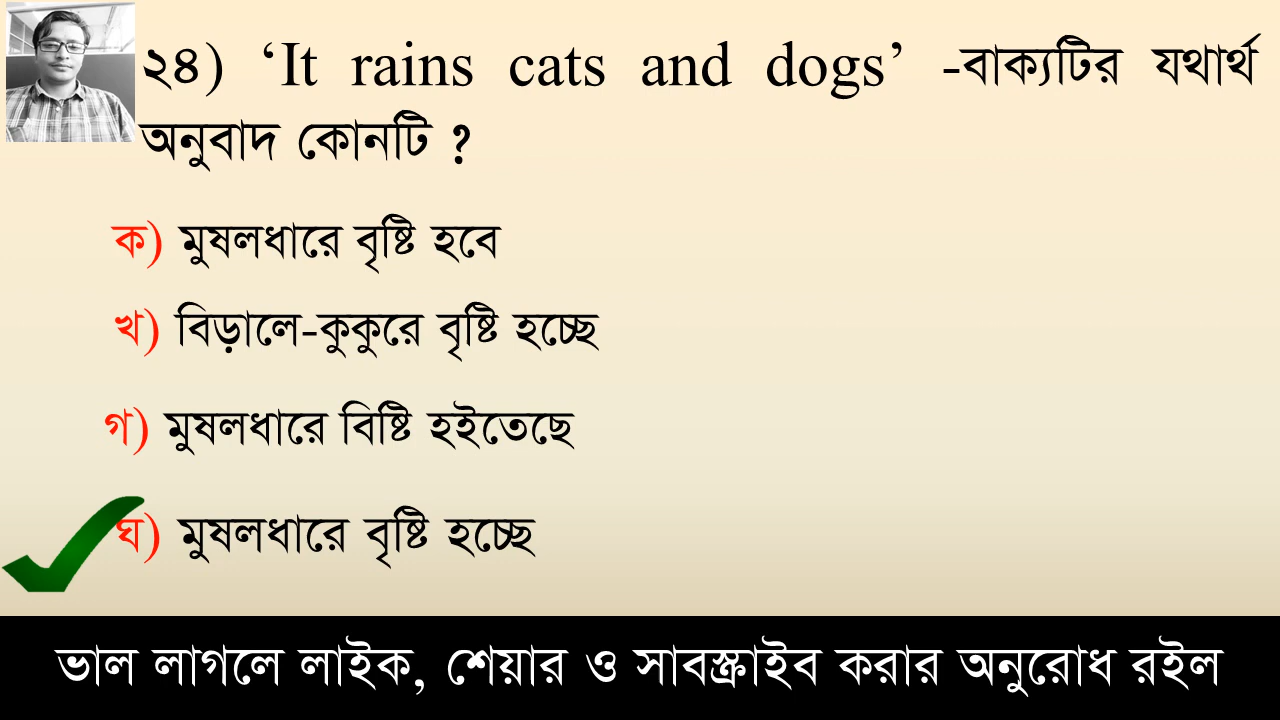 ২৪) ‘It rains cats and dogs’ -বাক্যটির যথার্থ
অনুবাদ কোনটি ?
ক) মুষলধারে বৃষ্টি হবে
খ) বিড়ালে-কুকুরে বৃষ্টি হচ্ছে
গ) মুষলধারে বিষ্টি হইতেছে
ঘ) মুষলধারে বৃষ্টি হচ্ছে
ভাল লাগলে লাইক, শেয়ার ও সাবস্ক্রাইব করার অনুরোধ রইল